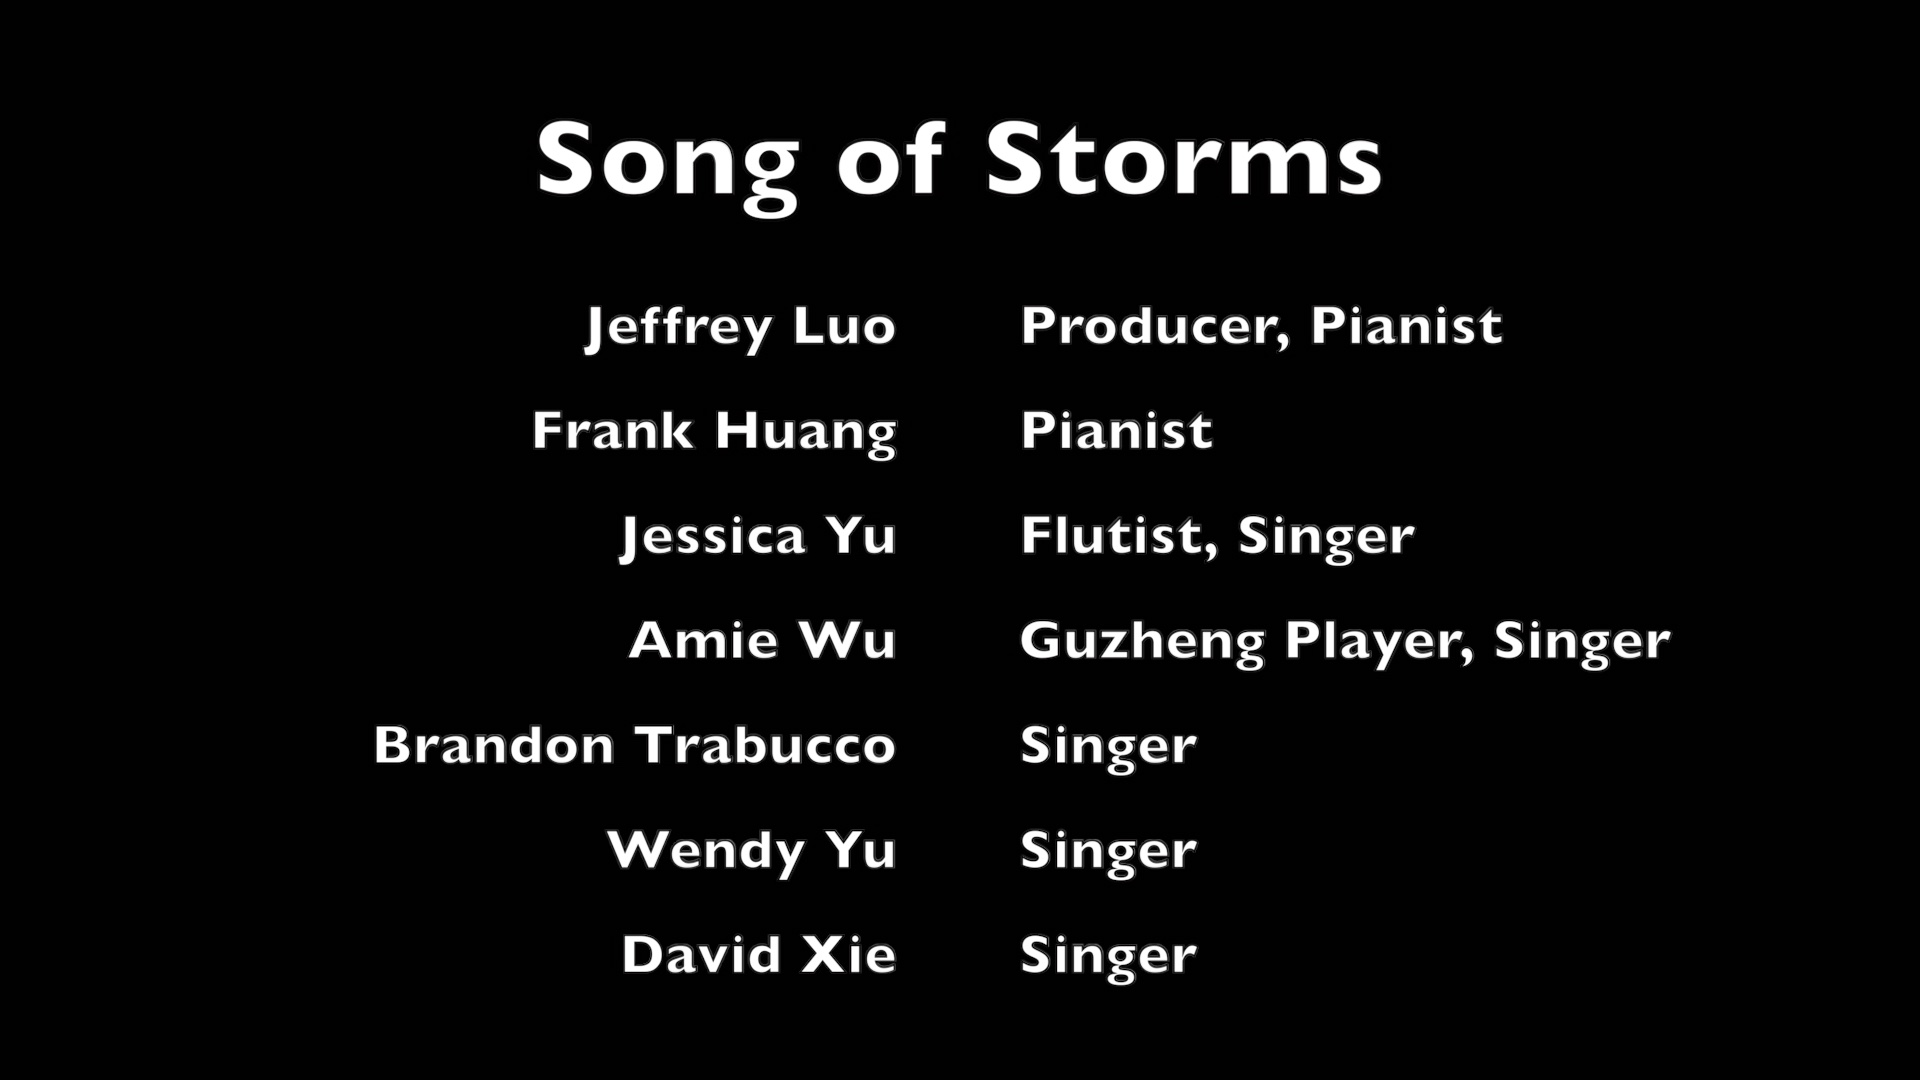 Song of Storms
Jeffrey Luo Producer, Pianist
Frank Huang Pianist
Jessica Yu Flutist, Singer
Amie Wu Guzheng Player, Singer
Brandon Trabucco Singer
Wendy Yu Singer
David Xie Singer